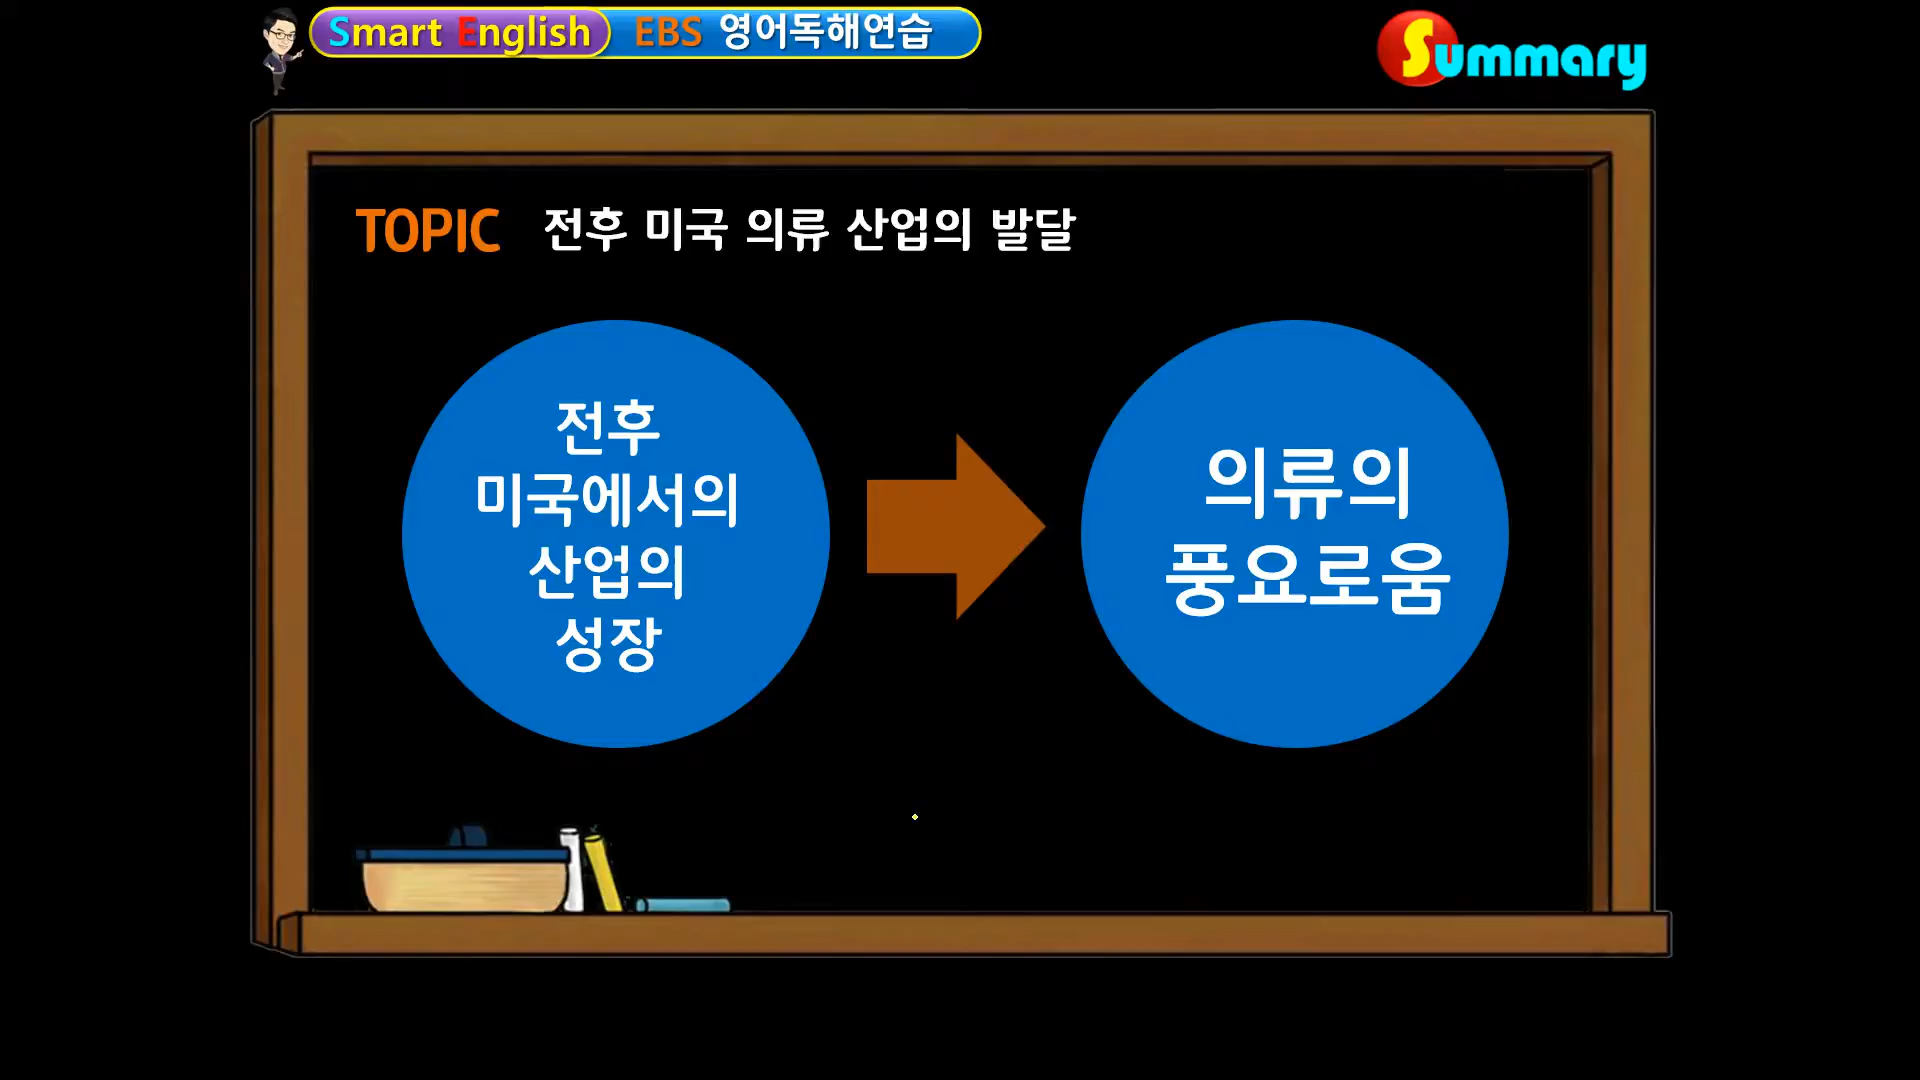 Smart English EBS 영어독해연습
Summary
TOPIC 전후 미국 의류 산업의 발달
전후
미국에서의
산업의
성장
의류의
풍요로움